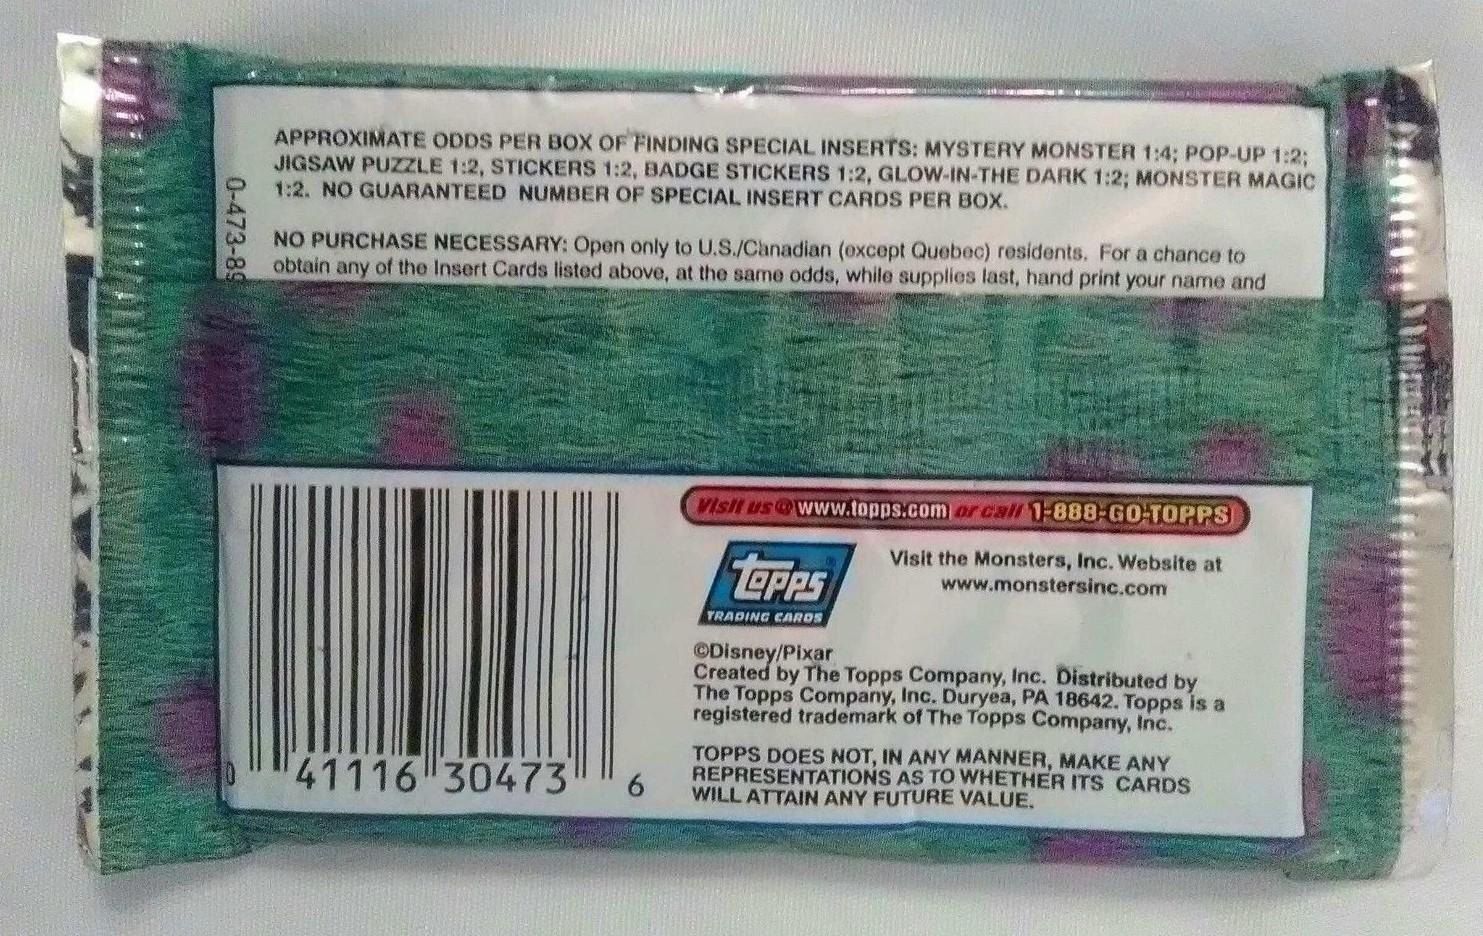 APPROXIMATE ODDS PER BOX OF FINDING SPECIAL INSERTS: MYSTERY MONSTER 1:4; POP-UP 1:2;
JIGSAW PUZZLE 1:2, STICKERS 1:2, BADGE STICKERS 1:2, GLOW-IN-THE DARK 1:2; MONSTER MAGIC
1:2. NO GUARANTEED NUMBER OF SPECIAL INSERT CARDS PER BOX.
0-473-89
NO PURCHASE NECESSARY: Open only to U.S./Canadian (except Quebec) residents. For a chance to
obtain any of the Insert Cards listed above, at the same odds, while supplies last, hand print your name and
Visit us @ www.topps.com or call 1-888-GO-TOPPS
topps
TRADING CARDS
Visit the Monsters, Inc. Website at
www.monstersinc.com
©Disney/Pixar
Created by The Topps Company, Inc. Distributed by
The Topps Company, Inc. Duryea, PA 18642. Topps is a
registered trademark of The Topps Company, Inc.
TOPPS DOES NOT, IN ANY MANNER, MAKE ANY
REPRESENTATIONS AS TO WHETHER ITS CARDS
WILL ATTAIN ANY FUTURE VALUE.
0 41116 30473 6